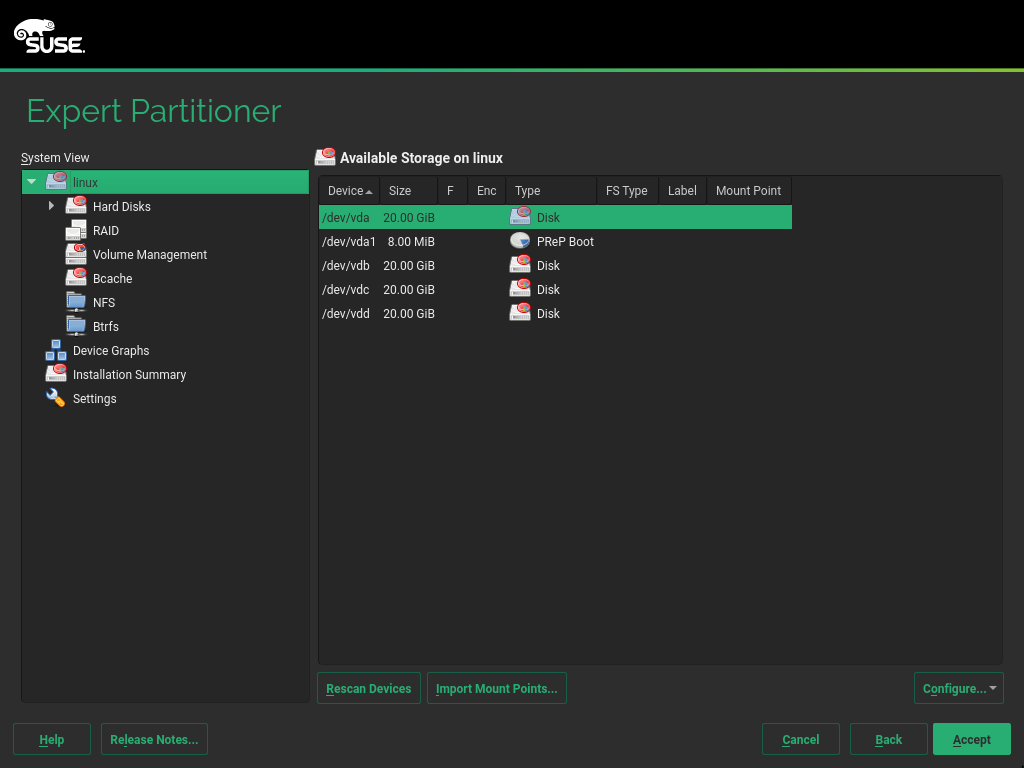 SUSE.
Expert Partitioner
System View
linux
Hard Disks
RAID
Volume Management
Bcache
NFS
Btrfs
Device Graphs
Installation Summary
Settings
Available Storage on linux
Device Size F Enc Type FS Type Label Mount Point
/dev/vda 20.00 GiB Disk
/dev/vda1 8.00 MiB PReP Boot
/dev/vdb 20.00 GiB Disk
/dev/vdc 20.00 GiB Disk
/dev/vdd 20.00 GiB Disk
Rescan Devices Import Mount Points... Configure...
Help Release Notes... Cancel Back Accept